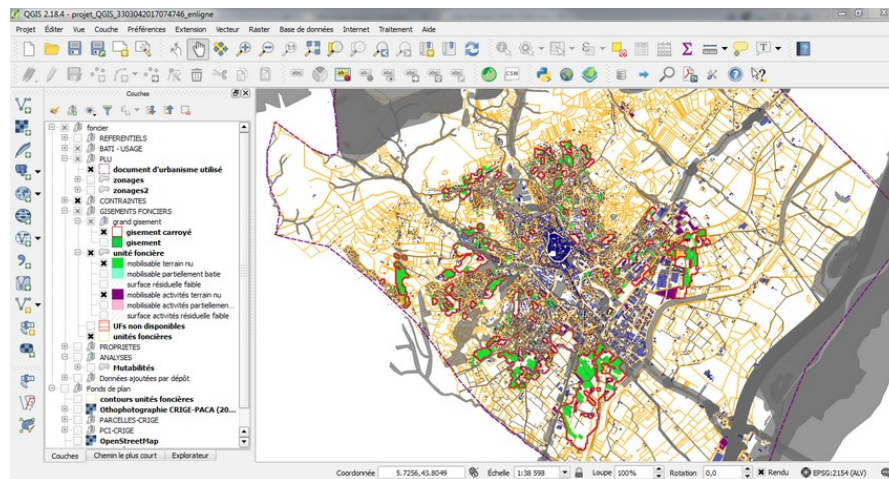 QGIS 2.18.4 - projet_QGIS_3303042017074746_enligne
Projet Éditer Vue Couche Préférences Extension Vecteur Raster Base de données Internet Traitement Aide
CSW
Couches
foncier
REFERENTIELS
BATI - USAGE
PLU
document d'urbanisme utilisé
zonages
zonages2
CONTRAINTES
GISEMENTS FONCIERS
grand gisement
gisement carroyé
gisement
unité foncière
mobilisable terrain nu
mobilisable partiellement batie
surface résiduelle faible
mobilisable activités terrain nu
mobilisable activités partiellemen...
surface activités résiduelle faible
UFs non disponibles
unités foncières
PROPRIETES
ANALYSES
Mutabilités
Données ajoutées par dépôt
Fonds de plan
contours unités foncières
Othophotographie CRIGE-PACA (20...
PARCELLES-CRIGE
PCI-CRIGE
OpenStreetMap
Couches Chemin le plus court Explorateur
Coordonnée 5.7256,43.8049 Échelle 1:38 598 Loupe 100% Rotation 0,0 Rendu EPSG:2154 (ALV)